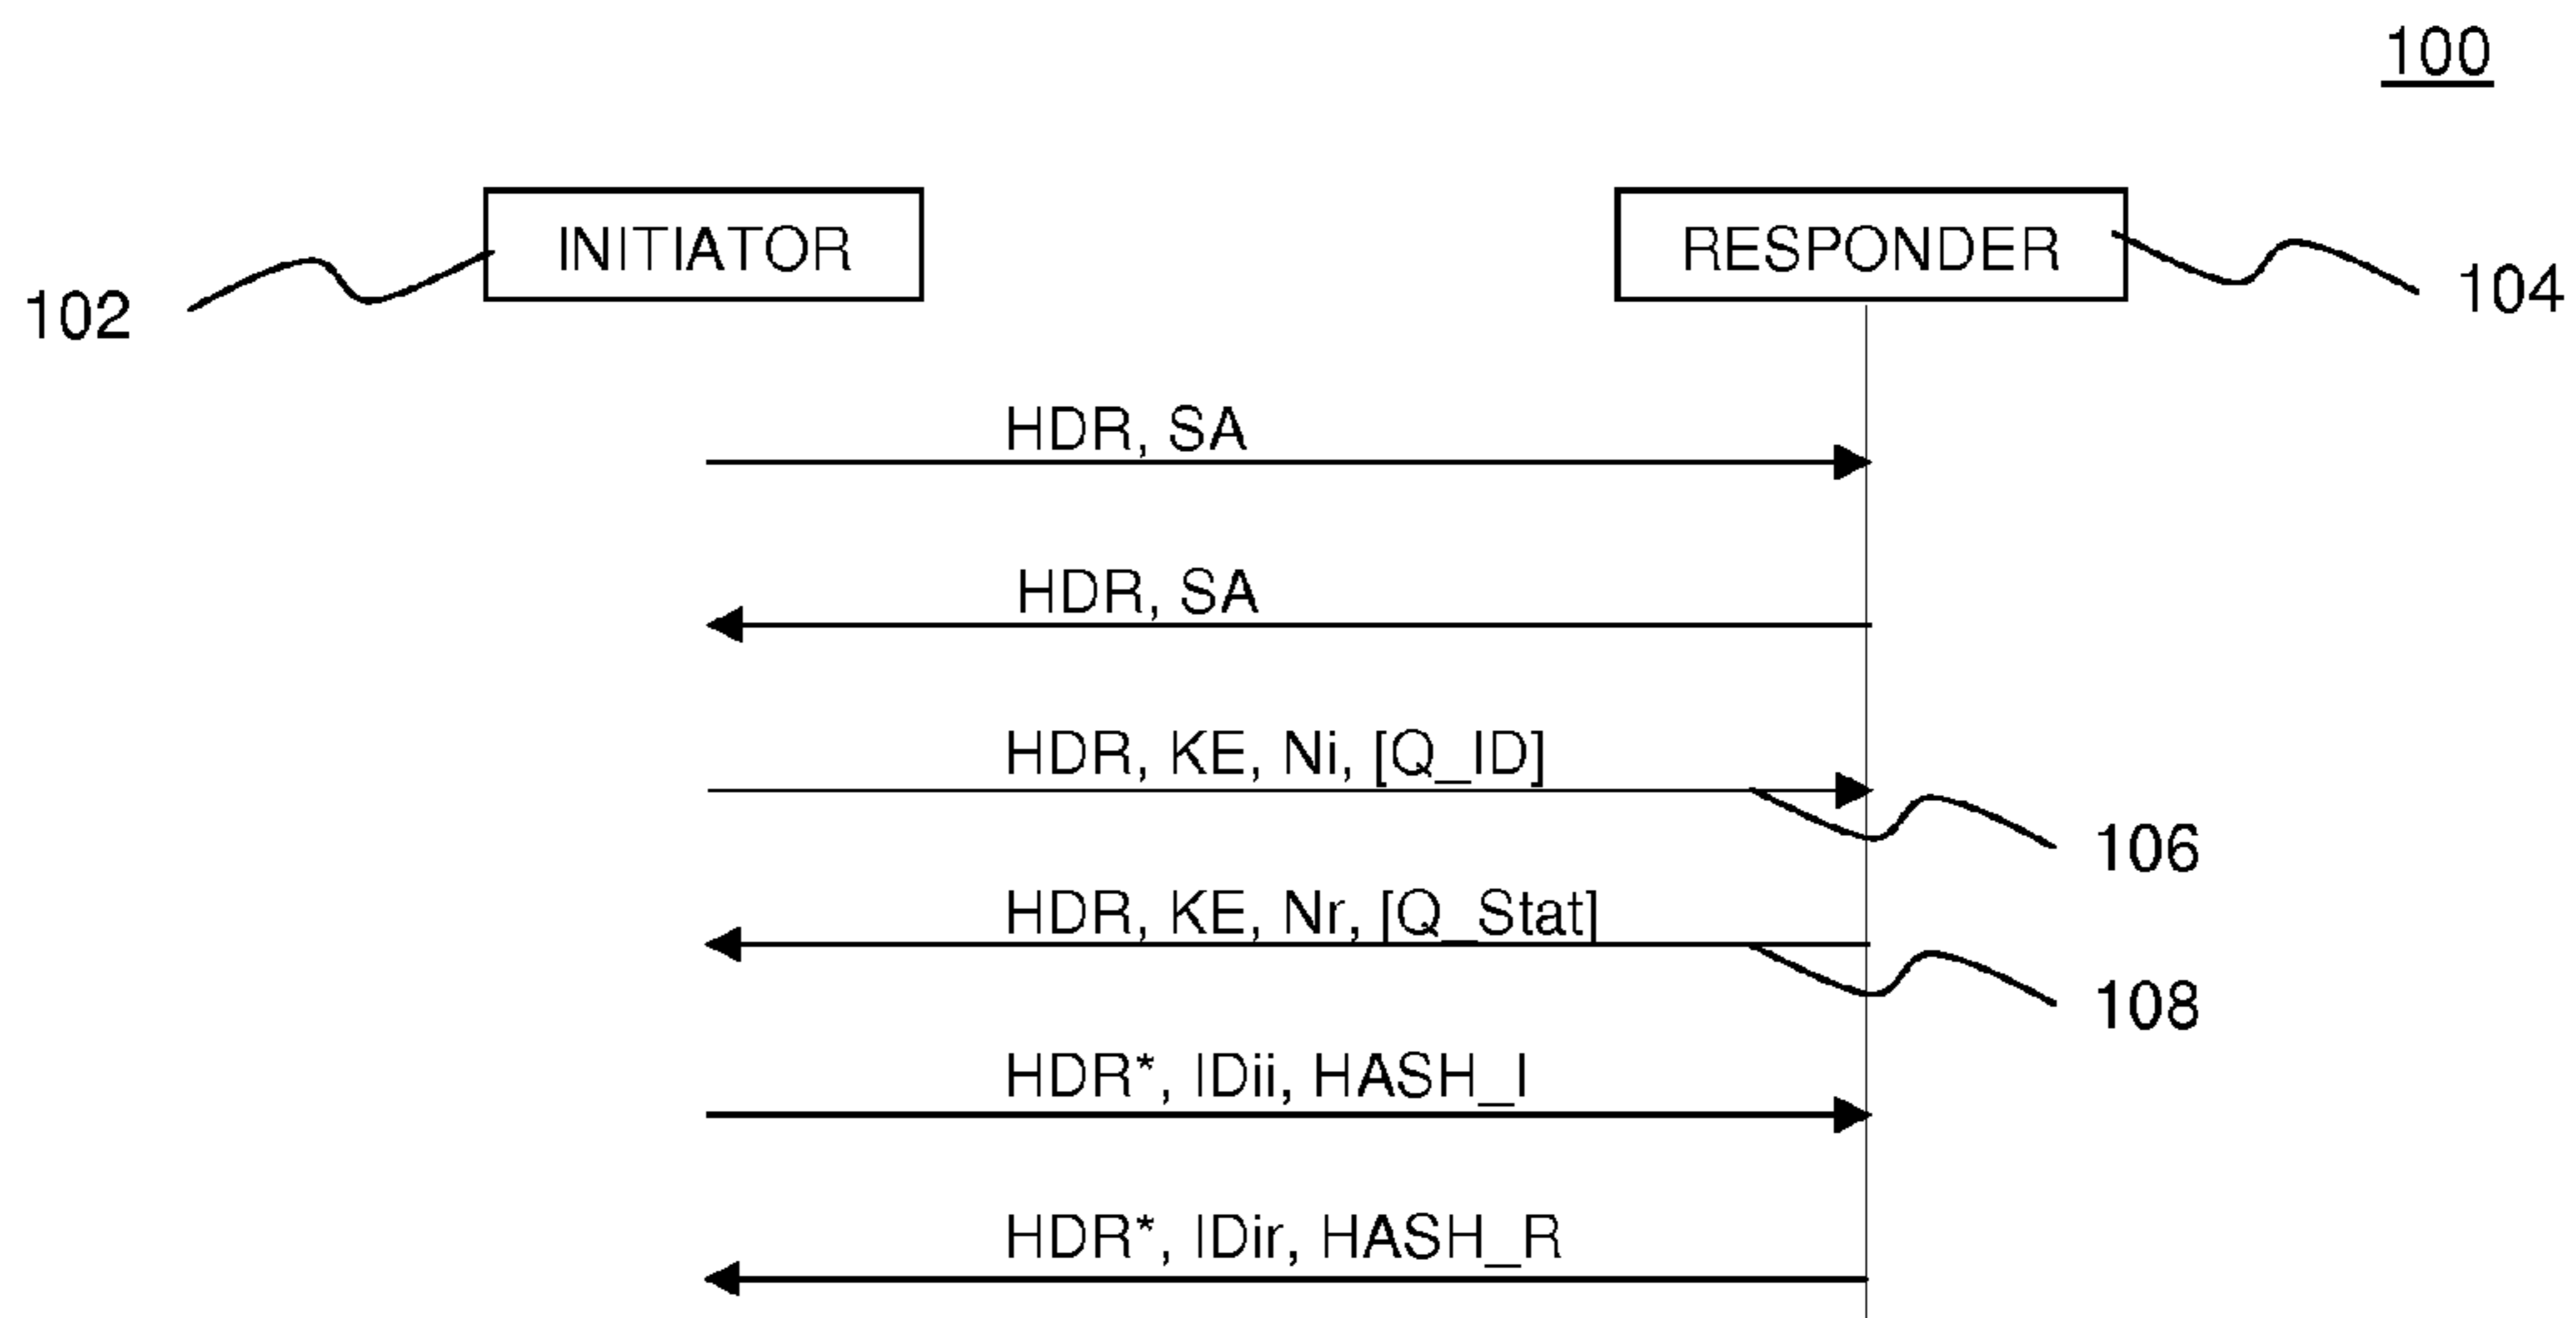 100
INITIATOR
RESPONDER
102
104
HDR, SA
HDR, SA
HDR, KE, Ni, [Q_ID]
106
HDR, KE, Nr, [Q_Stat]
108
HDR*, IDii, HASH_I
HDR*, IDir, HASH_R